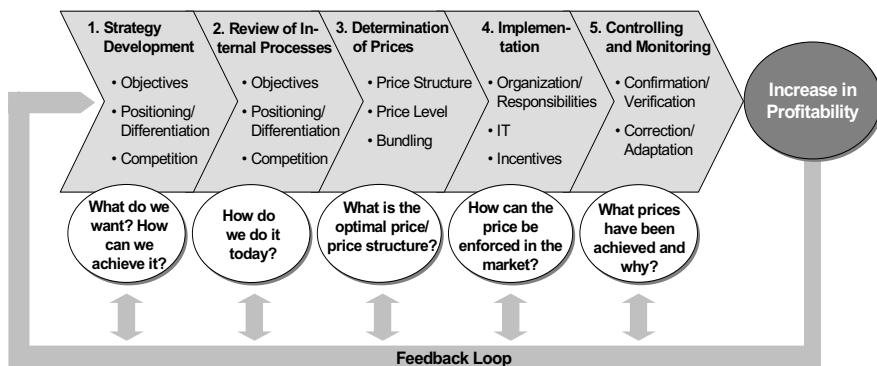 1. Strategy
Development
• Objectives
• Positioning/
Differentiation
• Competition
2. Review of In-
ternal Processes
• Objectives
• Positioning/
Differentiation
• Competition
3. Determination
of Prices
• Price Structure
• Price Level
• Bundling
4. Implemen-
tation
• Organization/
Responsibilities
• IT
• Incentives
5. Controlling
and Monitoring
• Confirmation/
Verification
• Correction/
Adaptation
Increase in
Profitability
What do we
want? How
can we
achieve it?
How do
we do it
today?
What is the
optimal price/
price structure?
How can the
price be
enforced in the
market?
What prices
have been
achieved and
why?
Feedback Loop